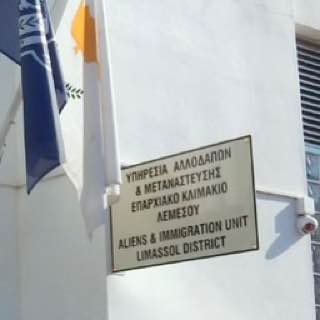 ΥΠΗΡΕΣΙΑ ΑΛΛΟΔΑΠΩΝ
& ΜΕΤΑΝΑΣΤΕΥΣΗΣ
ΕΠΑΡΧΙΑΚΟ ΚΛΙΜΑΚΙΟ
ΛΕΜΕΣΟΥ
ALIENS & IMMIGRATION UNIT
LIMASSOL DISTRICT